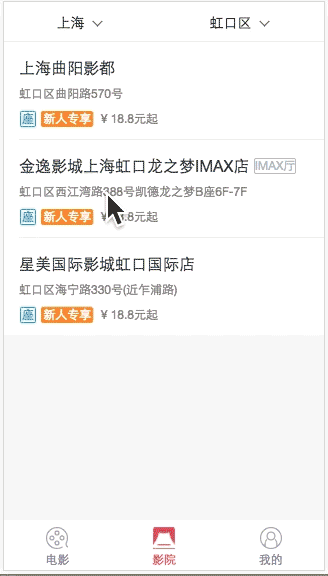 上海 虹口区
上海曲阳影都
虹口区曲阳路570号
座 新人专享 ￥18.8元起
金逸影城上海虹口龙之梦IMAX店 IMAX厅
虹口区西江湾路388号凯德龙之梦B座6F-7F
座 新人专享 ￥18.8元起
星美国际影城虹口国际店
虹口区海宁路330号(近乍浦路)
座 新人专享 ￥18.8元起
电影 影院 我的